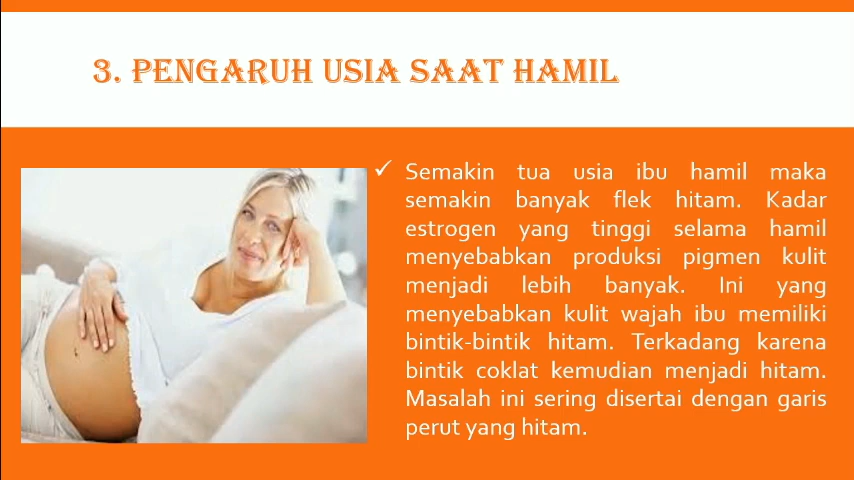 3. PENGARUH USIA SAAT HAMIL
✓ Semakin tua usia ibu hamil maka
semakin banyak flek hitam. Kadar
estrogen yang tinggi selama hamil
menyebabkan produksi pigmen kulit
menjadi lebih banyak. Ini yang
menyebabkan kulit wajah ibu memiliki
bintik-bintik hitam. Terkadang karena
bintik coklat kemudian menjadi hitam.
Masalah ini sering disertai dengan garis
perut yang hitam.